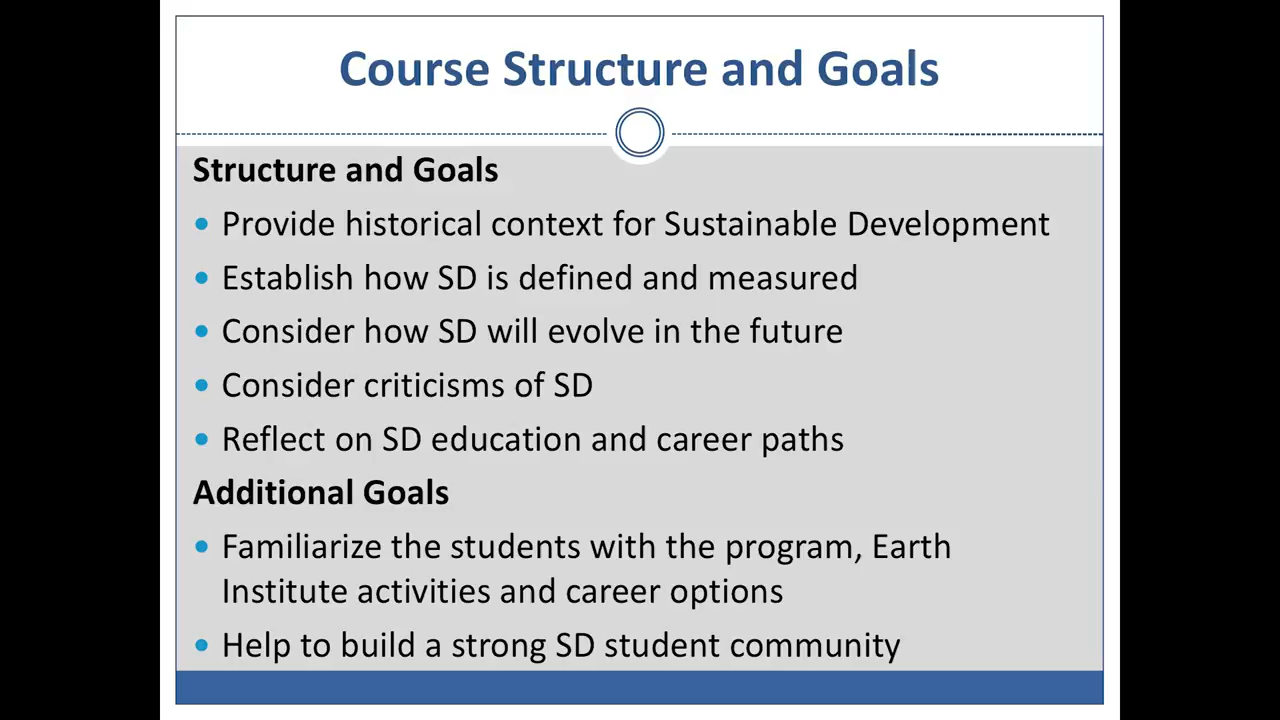 Course Structure and Goals
Structure and Goals
• Provide historical context for Sustainable Development
• Establish how SD is defined and measured
• Consider how SD will evolve in the future
• Consider criticisms of SD
• Reflect on SD education and career paths
Additional Goals
• Familiarize the students with the program, Earth
Institute activities and career options
• Help to build a strong SD student community